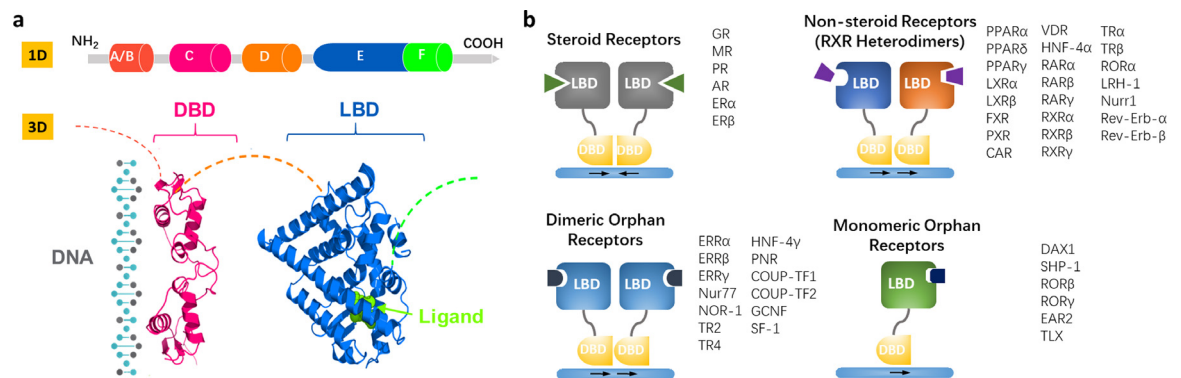 a
1D
NH2
A/B
C
D
E
F
COOH
3D
DBD
LBD
DNA
Ligand
b
Steroid Receptors
LBD
LBD
DBD
DBD
GR
MR
PR
AR
ERα
ERβ
Non-steroid Receptors
(RXR Heterodimers)
LBD
LBD
DBD
DBD
PPARα
PPARδ
PPARγ
LXRα
LXRβ
FXR
PXR
CAR
VDR
HNF-4α
RARα
RARβ
RARγ
RXRα
RXRβ
RXRγ
TRα
TRβ
RORα
LRH-1
Nurr1
Rev-Erb-α
Rev-Erb-β
Dimeric Orphan
Receptors
LBD
LBD
DBD
DBD
ERRα
ERRβ
ERRγ
Nur77
NOR-1
TR2
TR4
HNF-4γ
PNR
COUP-TF1
COUP-TF2
GCNF
SF-1
Monomeric Orphan
Receptors
LBD
DBD
DAX1
SHP-1
RORβ
RORγ
EAR2
TLX